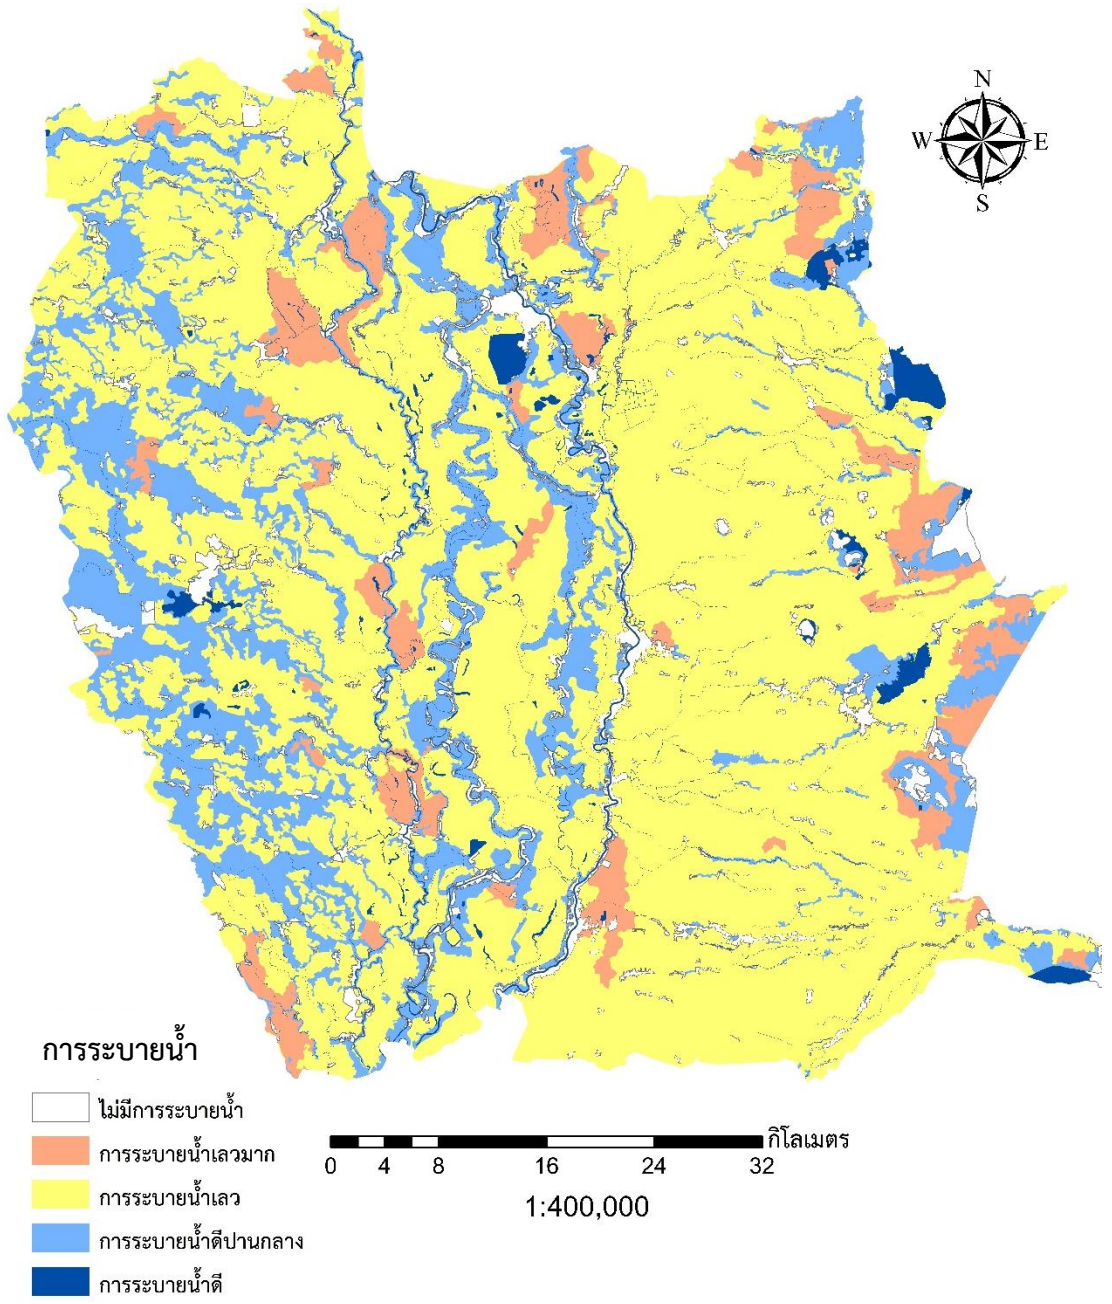 N
W E
S
การระบายน้ำ
ไม่มีการระบายน้ำ
การระบายน้ำเลวมาก
การระบายน้ำเลว
การระบายน้ำดีปานกลาง
การระบายน้ำดี
กิโลเมตร
0 4 8 16 24 32
1:400,000